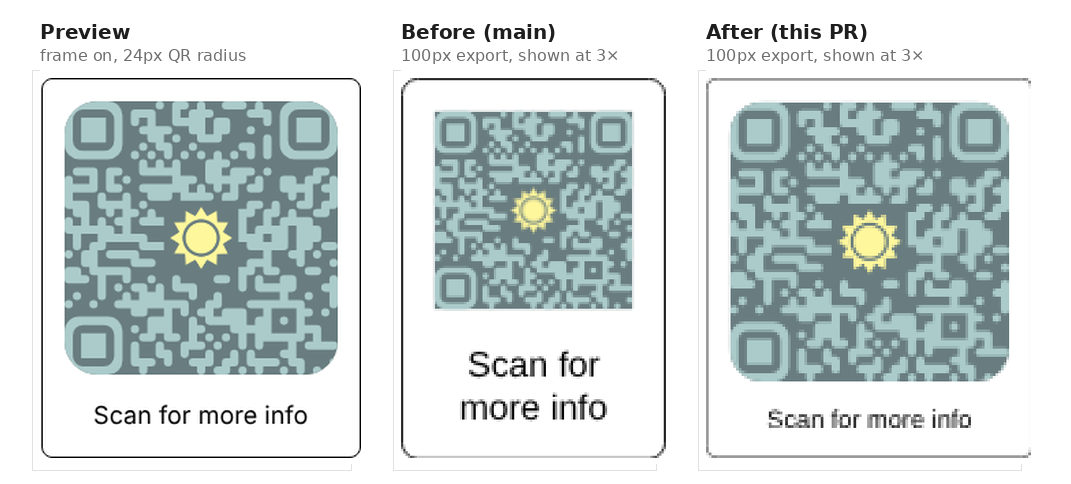 Preview
frame on, 24px QR radius
Scan for more info
Before (main)
100px export, shown at 3×
Scan for
more info
After (this PR)
100px export, shown at 3×
Scan for more info